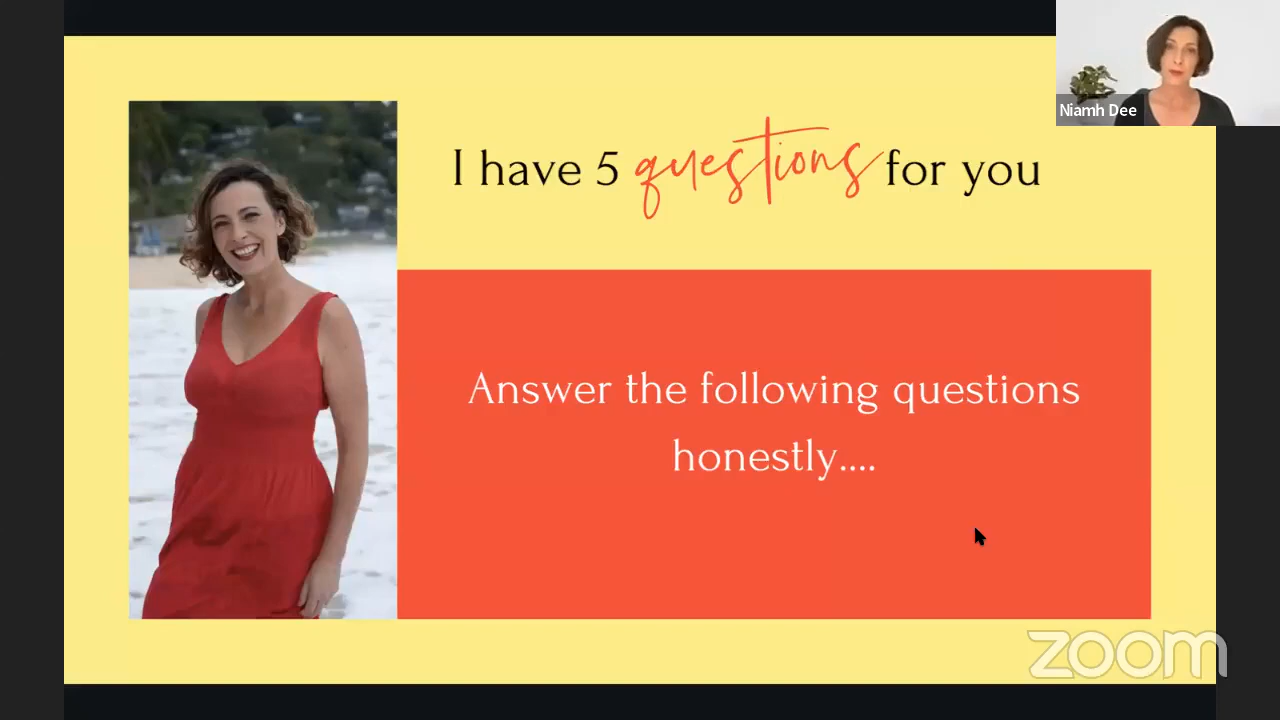 I have 5 questions for you
Niamh Dee
Answer the following questions
honestly....
zoom